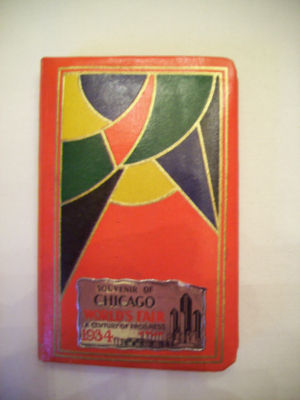 SOUVENIR OF
CHICAGO
WORLD'S FAIR
A CENTURY OF PROGRESS
1934